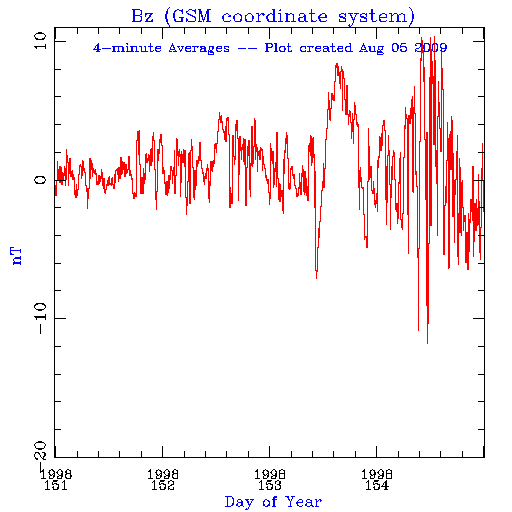 Bz (GSM coordinate system)
4-minute Averages -- Plot created Aug 05 2009
10
0
-10
-20
nT
1998 1998 1998 1998
151 152 153 154
Day of Year